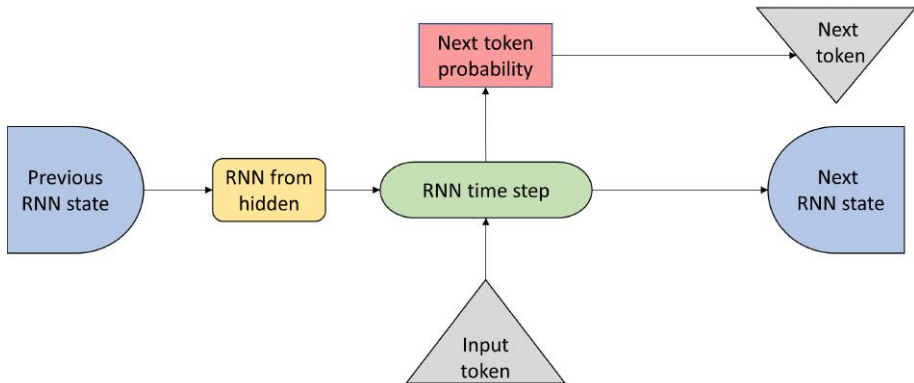 Next token
probability
Next
token
Previous
RNN state
RNN from
hidden
RNN time step
Next
RNN state
Input
token